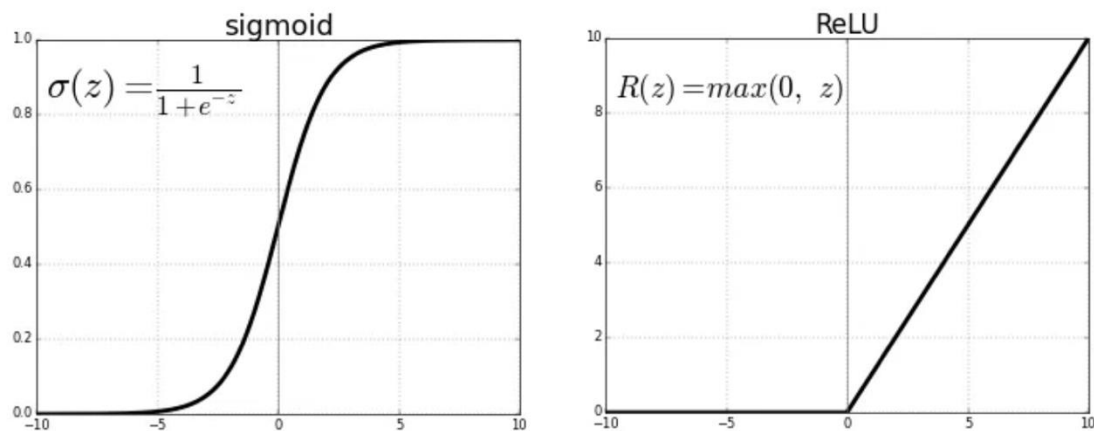 sigmoid
σ(z) = 1 / (1 + e^{-z})
1.0
0.8
0.6
0.4
0.2
0.0
−10 −5 0 5 10
ReLU
R(z) = max(0, z)
10
8
6
4
2
0
−10 −5 0 5 10